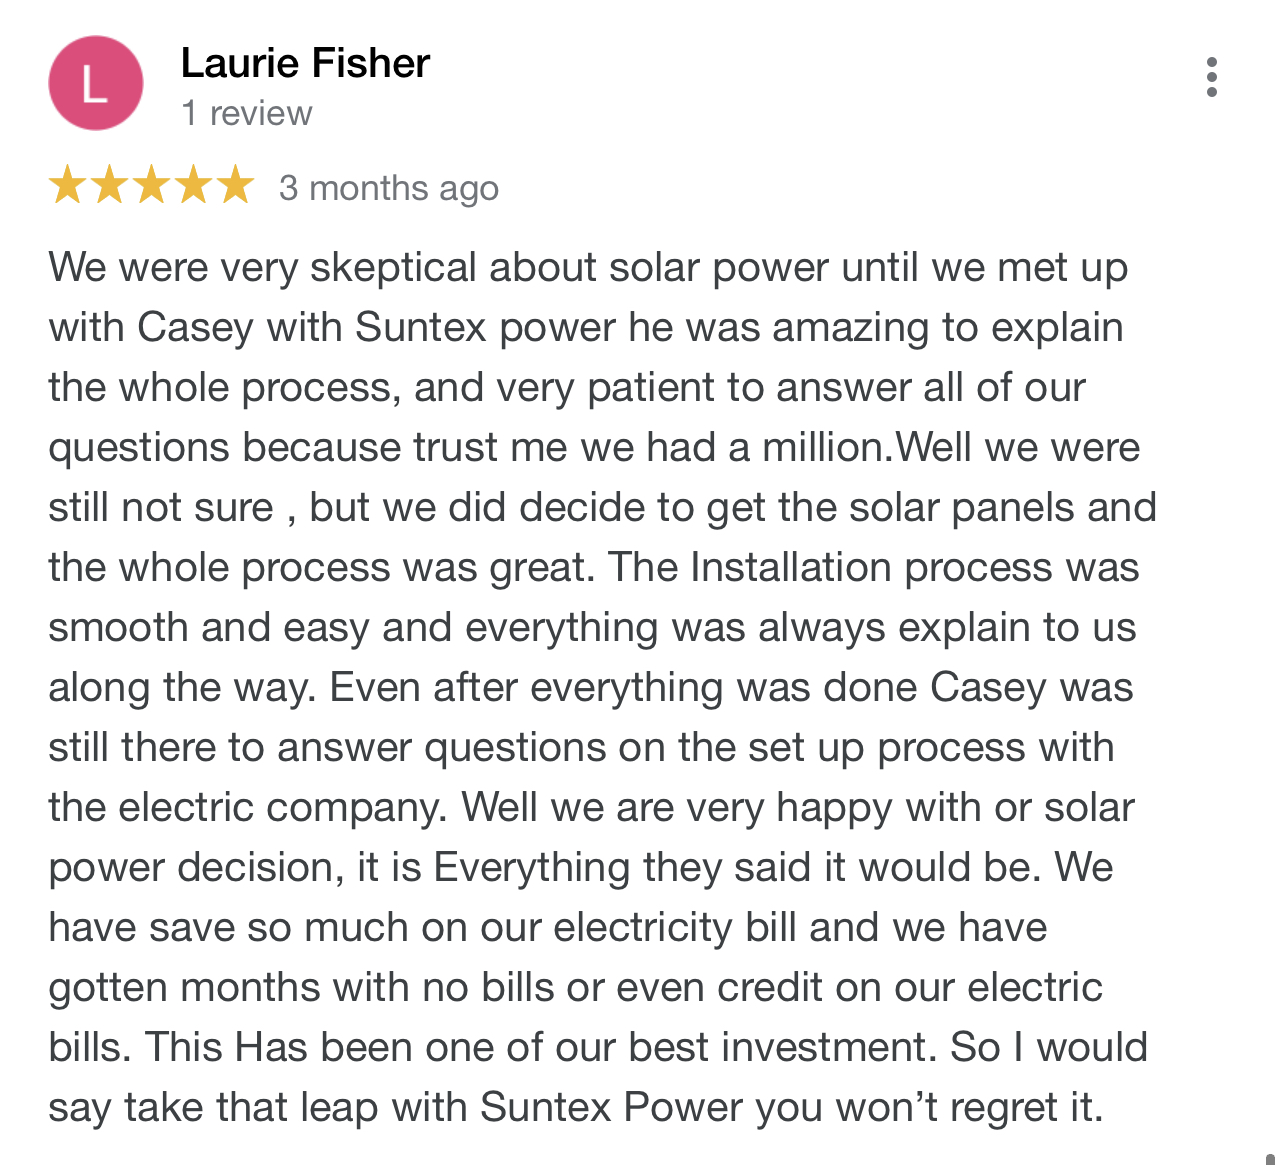 L
Laurie Fisher
1 review
3 months ago
We were very skeptical about solar power until we met up
with Casey with Suntex power he was amazing to explain
the whole process, and very patient to answer all of our
questions because trust me we had a million.Well we were
still not sure , but we did decide to get the solar panels and
the whole process was great. The Installation process was
smooth and easy and everything was always explain to us
along the way. Even after everything was done Casey was
still there to answer questions on the set up process with
the electric company. Well we are very happy with or solar
power decision, it is Everything they said it would be. We
have save so much on our electricity bill and we have
gotten months with no bills or even credit on our electric
bills. This Has been one of our best investment. So I would
say take that leap with Suntex Power you won’t regret it.